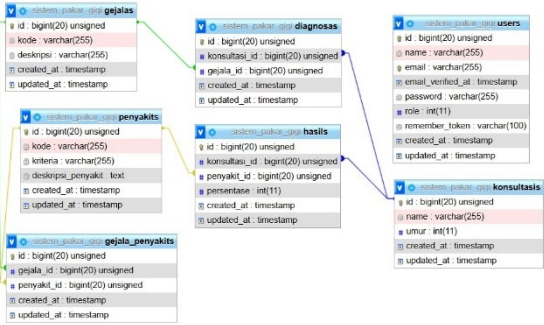 sistem_pakar_gigi gejalas
id : bigint(20) unsigned
kode : varchar(255)
deskripsi : varchar(255)
created_at : timestamp
updated_at : timestamp
sistem_pakar_gigi diagnosas
id : bigint(20) unsigned
konsultasi_id : bigint(20) unsigned
gejala_id : bigint(20) unsigned
created_at : timestamp
updated_at : timestamp
sistem_pakar_gigi users
id : bigint(20) unsigned
name : varchar(255)
email : varchar(255)
email_verified_at : timestamp
password : varchar(255)
role : int(11)
remember_token : varchar(100)
created_at : timestamp
updated_at : timestamp
sistem_pakar_gigi penyakits
id : bigint(20) unsigned
kode : varchar(255)
kriteria : varchar(255)
deskripsi_penyakit : text
created_at : timestamp
updated_at : timestamp
sistem_pakar_gigi hasils
id : bigint(20) unsigned
konsultasi_id : bigint(20) unsigned
penyakit_id : bigint(20) unsigned
persentase : int(11)
created_at : timestamp
updated_at : timestamp
sistem_pakar_gigi konsultasis
id : bigint(20) unsigned
name : varchar(255)
umur : int(11)
created_at : timestamp
updated_at : timestamp
sistem_pakar_gigi gejala_penyakits
id : bigint(20) unsigned
gejala_id : bigint(20) unsigned
penyakit_id : bigint(20) unsigned
created_at : timestamp
updated_at : timestamp